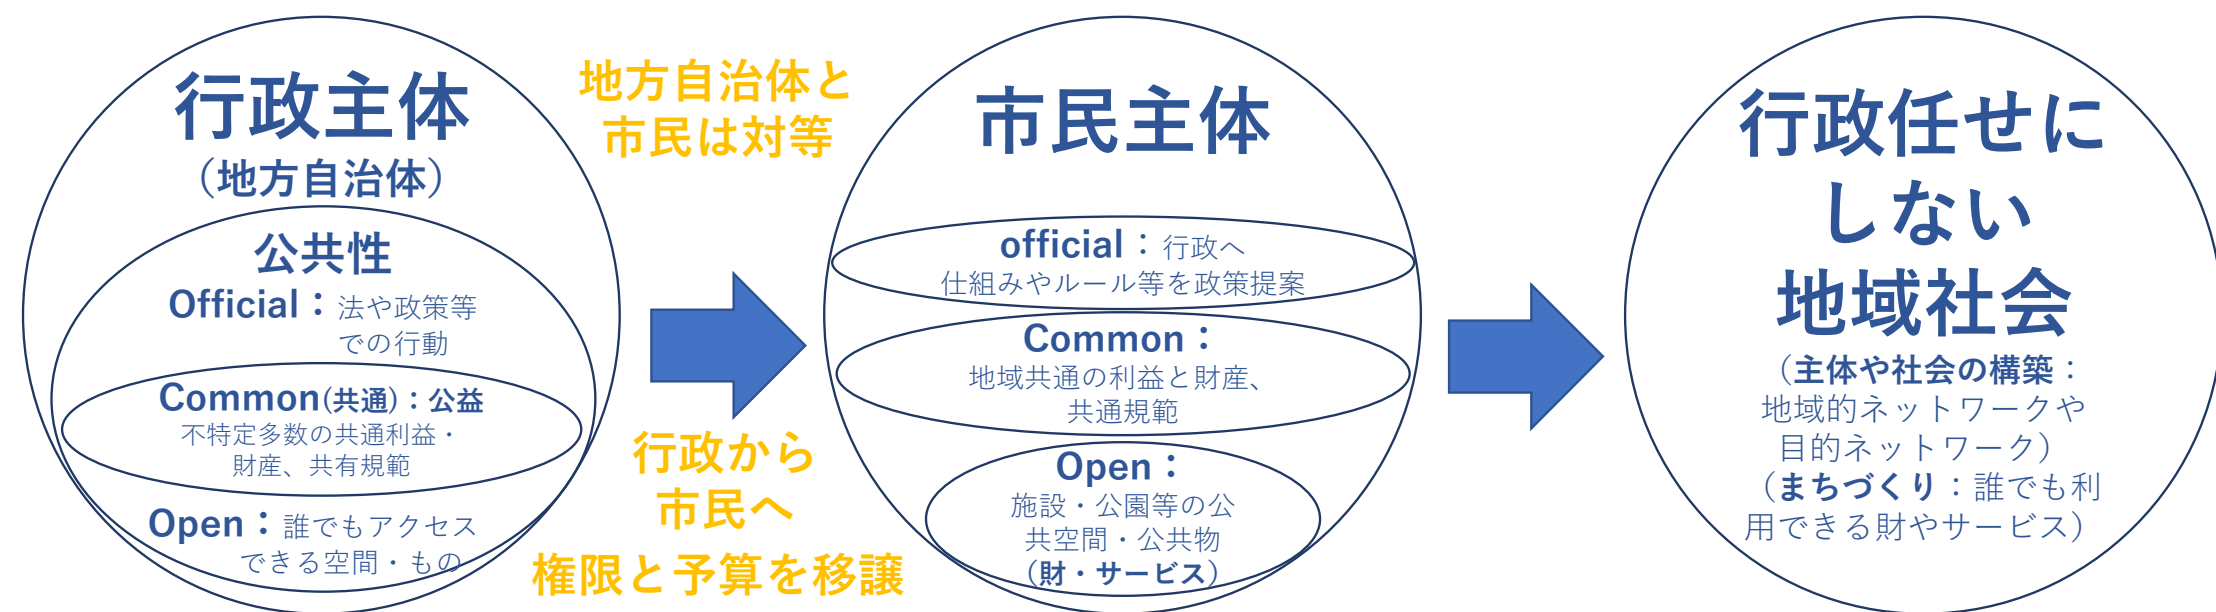 行政主体
（地方自治体）
公共性
Official：法や政策等
での行動
Common(共通)：公益
不特定多数の共通利益・
財産、共有規範
Open：誰でもアクセス
できる空間・もの
地方自治体と
市民は対等
行政から
市民へ
権限と予算を移譲
市民主体
official：行政へ
仕組みやルール等を政策提案
Common：
地域共通の利益と財産、
共通規範
Open：
施設・公園等の公
共空間・公共物
（財・サービス）
行政任せに
しない
地域社会
（主体や社会の構築：
地域的ネットワークや
目的ネットワーク）
（まちづくり：誰でも利
用できる財やサービス）